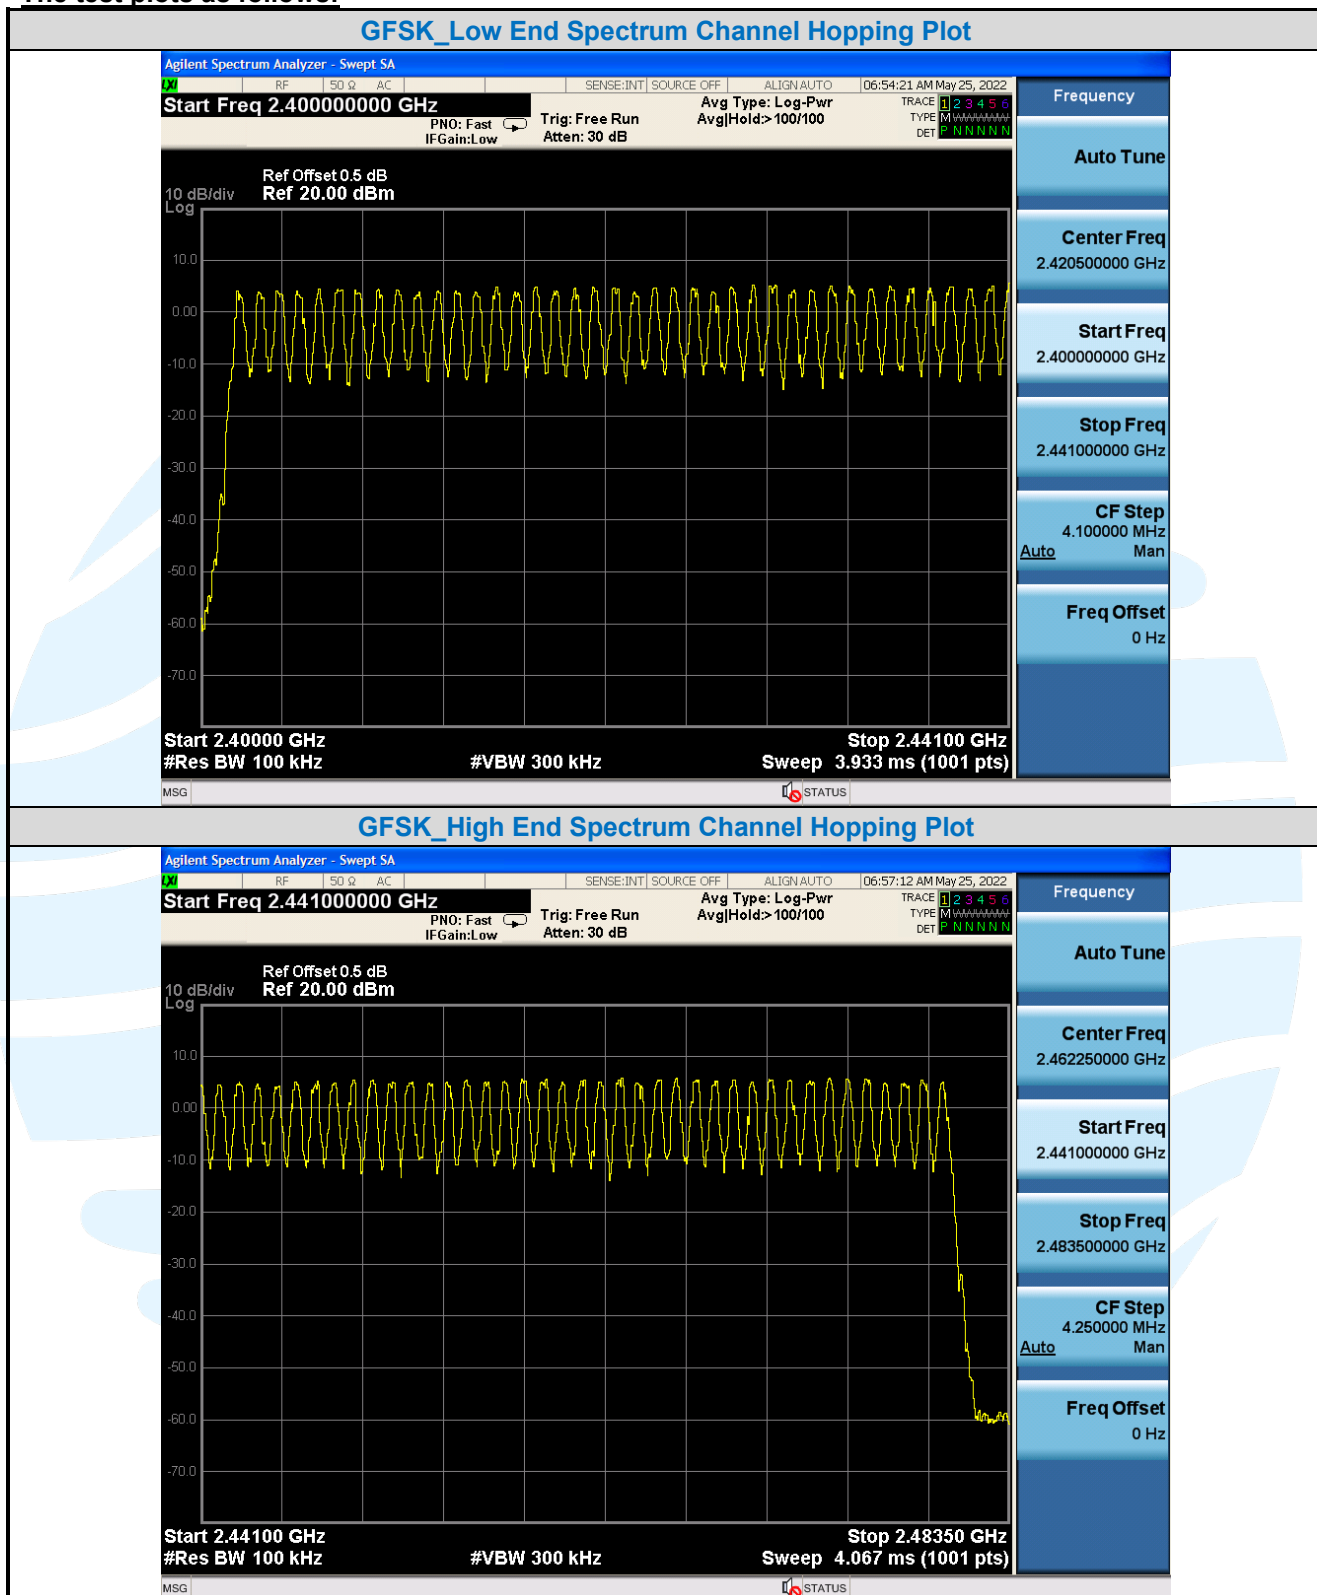 The test plots as follows:
GFSK_Low End Spectrum Channel Hopping Plot
Agilent Spectrum Analyzer - Swept SA
LXI RF 50 Ω AC SENSE:INT SOURCE OFF ALIGN AUTO 06:54:21 AM May 25, 2022
Start Freq 2.400000000 GHz
PNO: Fast
IFGain:Low
Trig: Free Run
Atten: 30 dB
Avg Type: Log-Pwr
Avg|Hold:>100/100
TRACE 1 2 3 4 5 6
TYPE M
DET P N N N N N
Ref Offset 0.5 dB
10 dB/div Ref 20.00 dBm
Log
10.0
0.00
-10.0
-20.0
-30.0
-40.0
-50.0
-60.0
-70.0
Start 2.40000 GHz Stop 2.44100 GHz
#Res BW 100 kHz #VBW 300 kHz Sweep 3.933 ms (1001 pts)
MSG STATUS
Frequency
Auto Tune
Center Freq
2.420500000 GHz
Start Freq
2.400000000 GHz
Stop Freq
2.441000000 GHz
CF Step
4.100000 MHz
Auto Man
Freq Offset
0 Hz
GFSK_High End Spectrum Channel Hopping Plot
Agilent Spectrum Analyzer - Swept SA
LXI RF 50 Ω AC SENSE:INT SOURCE OFF ALIGN AUTO 06:57:12 AM May 25, 2022
Start Freq 2.441000000 GHz
PNO: Fast
IFGain:Low
Trig: Free Run
Atten: 30 dB
Avg Type: Log-Pwr
Avg|Hold:>100/100
TRACE 1 2 3 4 5 6
TYPE M
DET P N N N N N
Ref Offset 0.5 dB
10 dB/div Ref 20.00 dBm
Log
10.0
0.00
-10.0
-20.0
-30.0
-40.0
-50.0
-60.0
-70.0
Start 2.44100 GHz Stop 2.48350 GHz
#Res BW 100 kHz #VBW 300 kHz Sweep 4.067 ms (1001 pts)
MSG STATUS
Frequency
Auto Tune
Center Freq
2.462250000 GHz
Start Freq
2.441000000 GHz
Stop Freq
2.483500000 GHz
CF Step
4.250000 MHz
Auto Man
Freq Offset
0 Hz